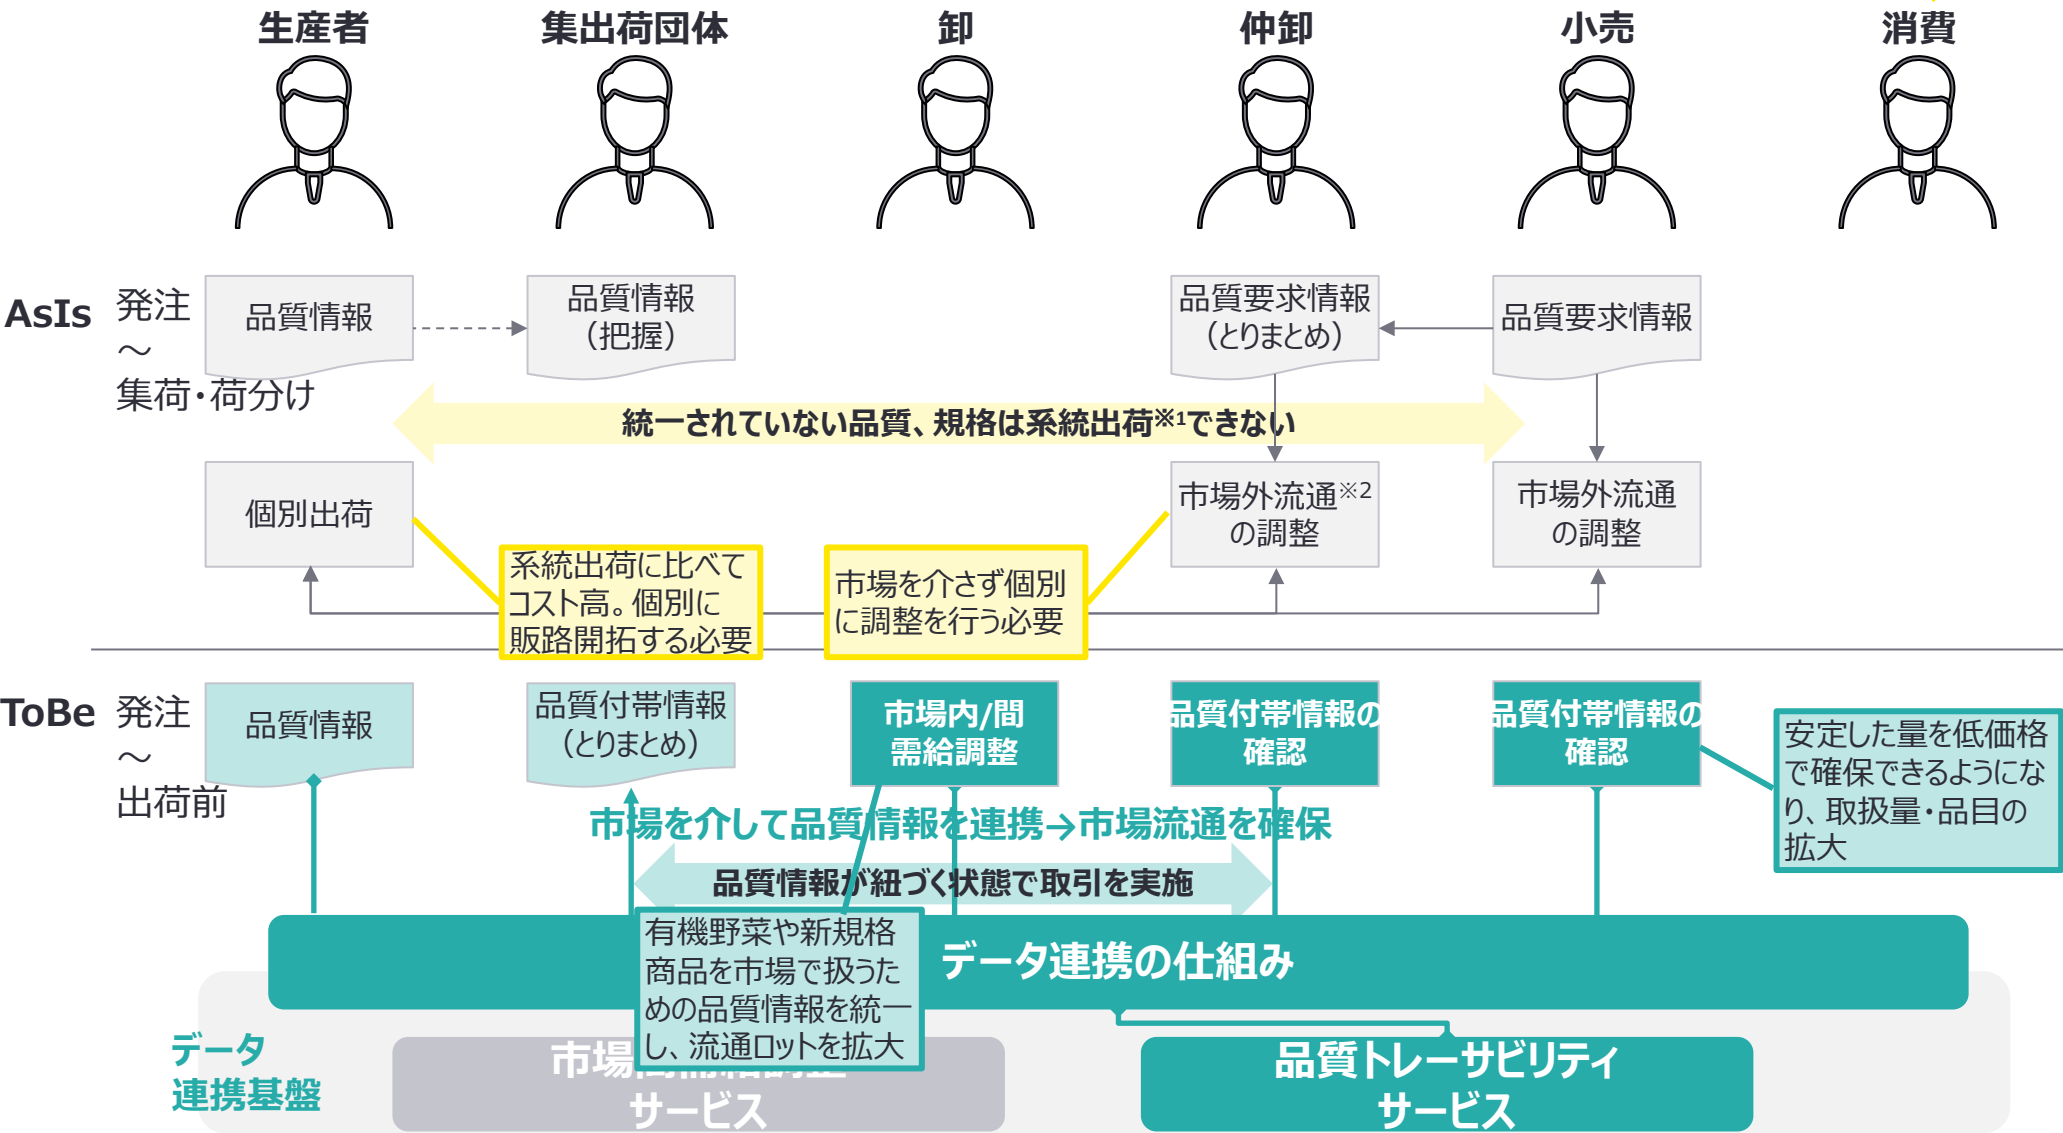 生産者
集出荷団体
卸
仲卸
小売
消費
AsIs
発注
～
集荷・荷分け
品質情報
品質情報
（把握）
品質要求情報
（とりまとめ）
品質要求情報
統一されていない品質、規格は系統出荷※1できない
個別出荷
市場外流通※2
の調整
市場外流通
の調整
系統出荷に比べて
コスト高。個別に
販路開拓する必要
市場を介さず個別
に調整を行う必要
ToBe
発注
～
出荷前
品質情報
品質付帯情報
（とりまとめ）
市場内/間
需給調整
品質付帯情報の
確認
品質付帯情報の
確認
安定した量を低価格
で確保できるようにな
り、取扱量・品目の
拡大
市場を介して品質情報を連携→市場流通を確保
品質情報が紐づく状態で取引を実施
有機野菜や新規格
商品を市場で扱うた
めの品質情報を統一
し、流通ロットを拡大
データ連携の仕組み
データ
連携基盤
市場間需給調整
サービス
品質トレーサビリティ
サービス